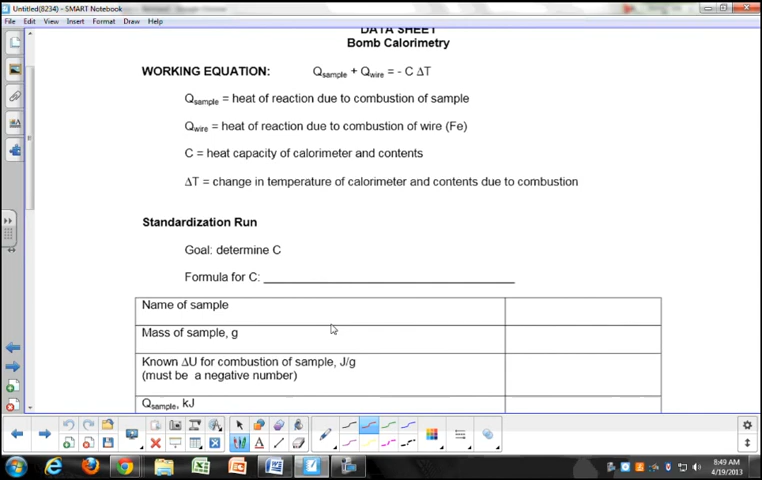 Untitled(8234) - SMART Notebook
File Edit View Insert Format Draw Help
DATA SHEET
Bomb Calorimetry
WORKING EQUATION: Qsample + Qwire = - C ΔT
Qsample = heat of reaction due to combustion of sample
Qwire = heat of reaction due to combustion of wire (Fe)
C = heat capacity of calorimeter and contents
ΔT = change in temperature of calorimeter and contents due to combustion
Standardization Run
Goal: determine C
Formula for C:
Name of sample
Mass of sample, g
Known ΔU for combustion of sample, J/g
(must be a negative number)
Qsample, kJ
8:49 AM
4/19/2013